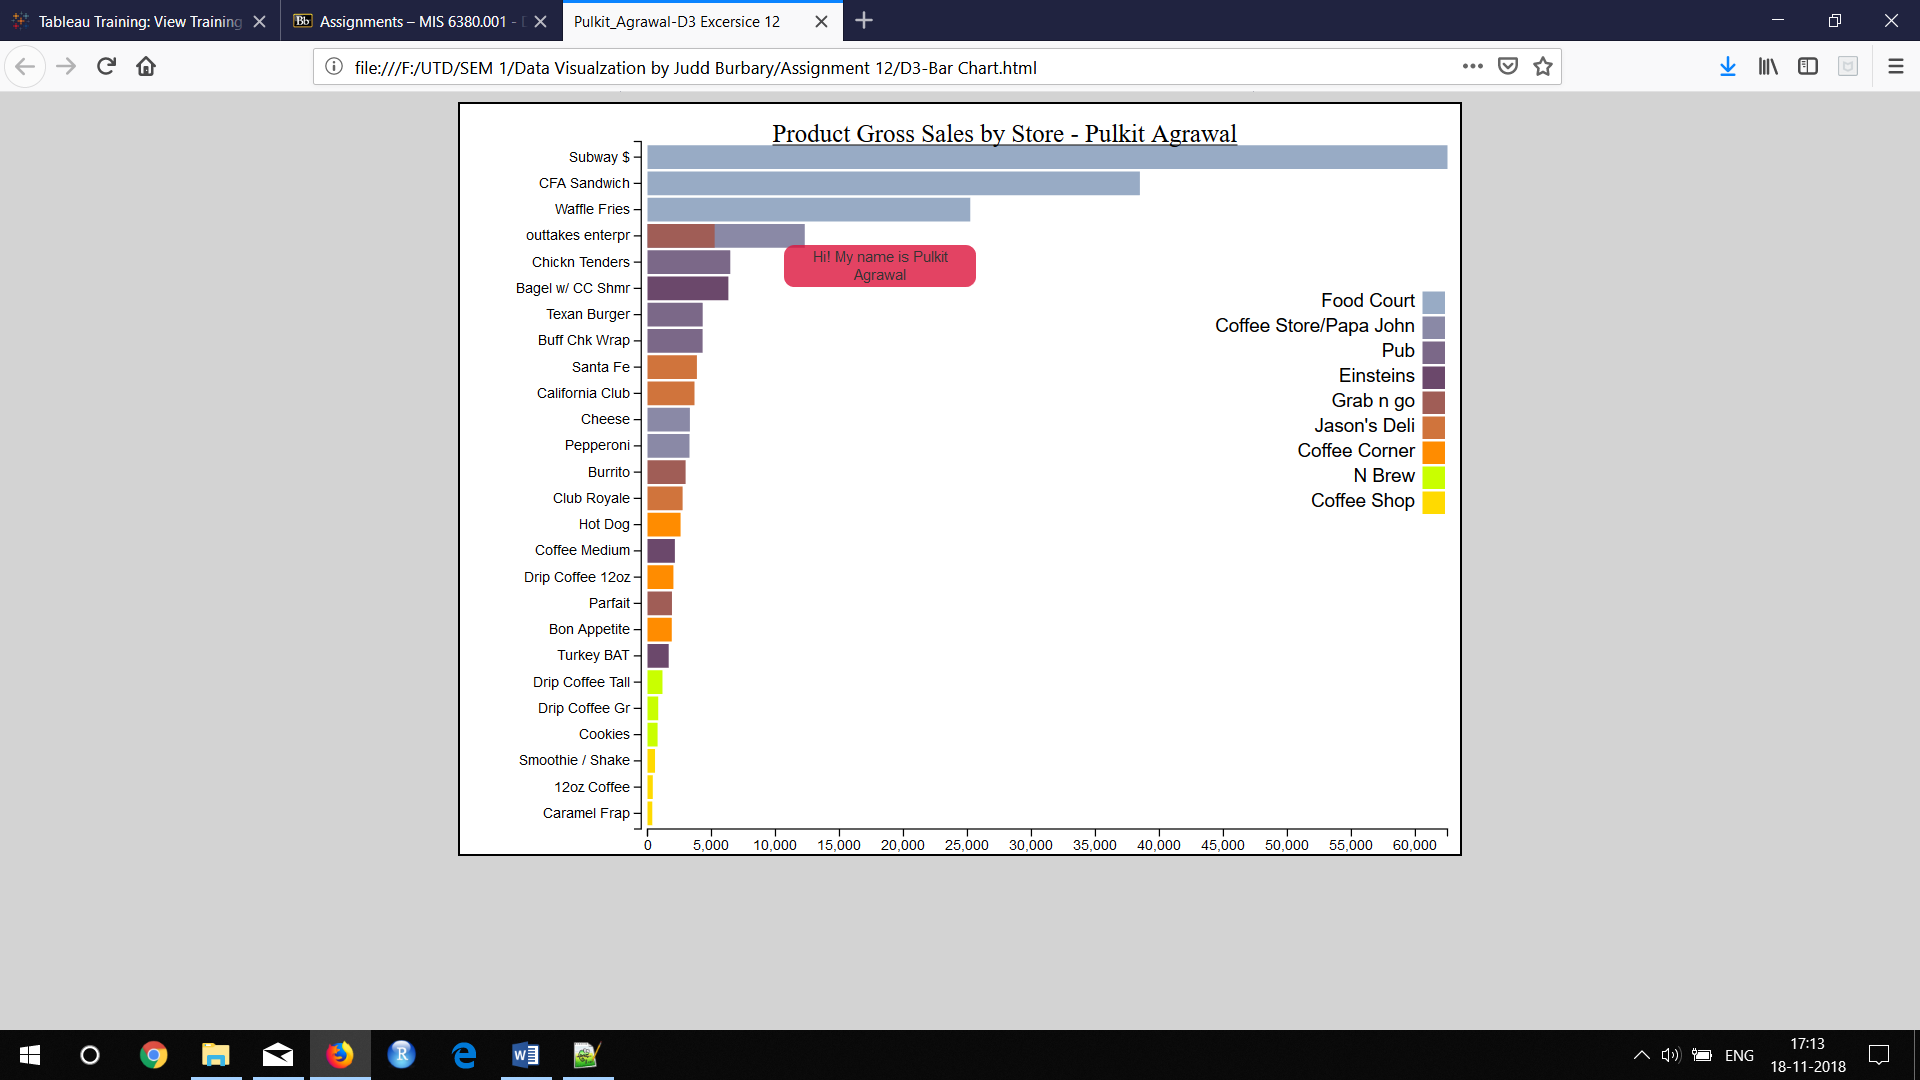 Tableau Training: View Training
Bb Assignments – MIS 6380.001 -
Pulkit_Agrawal-D3 Excersice 12
file:///F:/UTD/SEM 1/Data Visualzation by Judd Burbary/Assignment 12/D3-Bar Chart.html
Product Gross Sales by Store - Pulkit Agrawal
Subway $
CFA Sandwich
Waffle Fries
outtakes enterpr
Chickn Tenders
Bagel w/ CC Shmr
Texan Burger
Buff Chk Wrap
Santa Fe
California Club
Cheese
Pepperoni
Burrito
Club Royale
Hot Dog
Coffee Medium
Drip Coffee 12oz
Parfait
Bon Appetite
Turkey BAT
Drip Coffee Tall
Drip Coffee Gr
Cookies
Smoothie / Shake
12oz Coffee
Caramel Frap
Hi! My name is Pulkit
Agrawal
Food Court
Coffee Store/Papa John
Pub
Einsteins
Grab n go
Jason's Deli
Coffee Corner
N Brew
Coffee Shop
0 5,000 10,000 15,000 20,000 25,000 30,000 35,000 40,000 45,000 50,000 55,000 60,000
R
W
ENG
17:13
18-11-2018